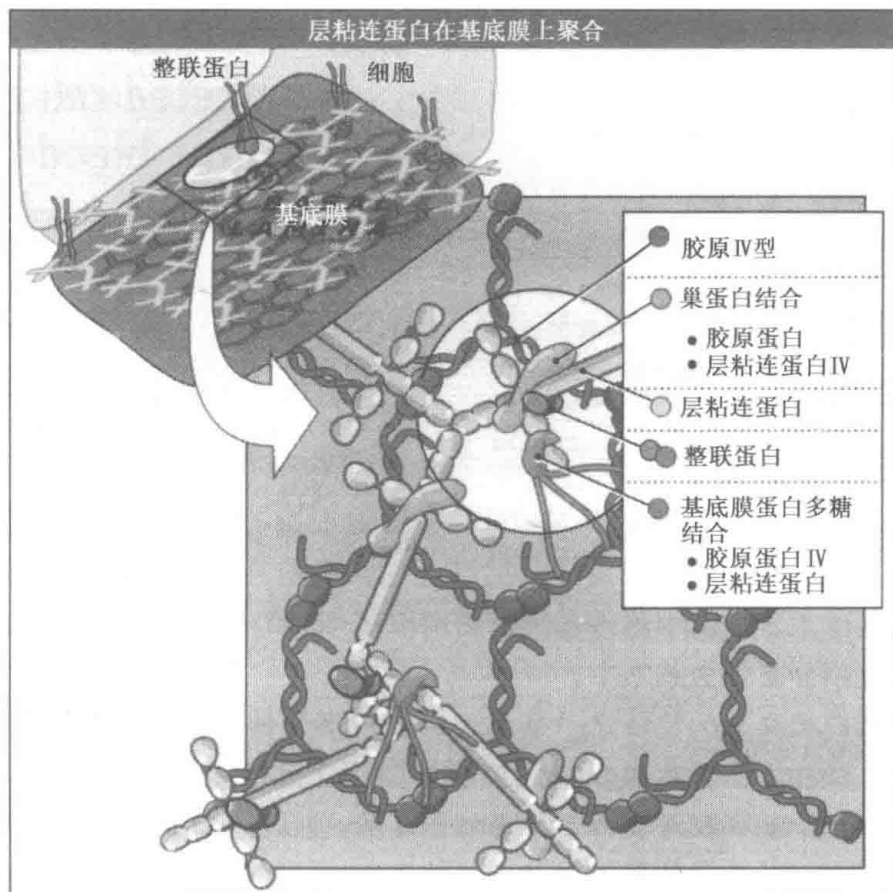 层粘连蛋白在基底膜上聚合
整联蛋白
细胞
基底膜
胶原Ⅳ型
巢蛋白结合
• 胶原蛋白
• 层粘连蛋白Ⅳ
层粘连蛋白
整联蛋白
基底膜蛋白多糖
结合
• 胶原蛋白Ⅳ
• 层粘连蛋白